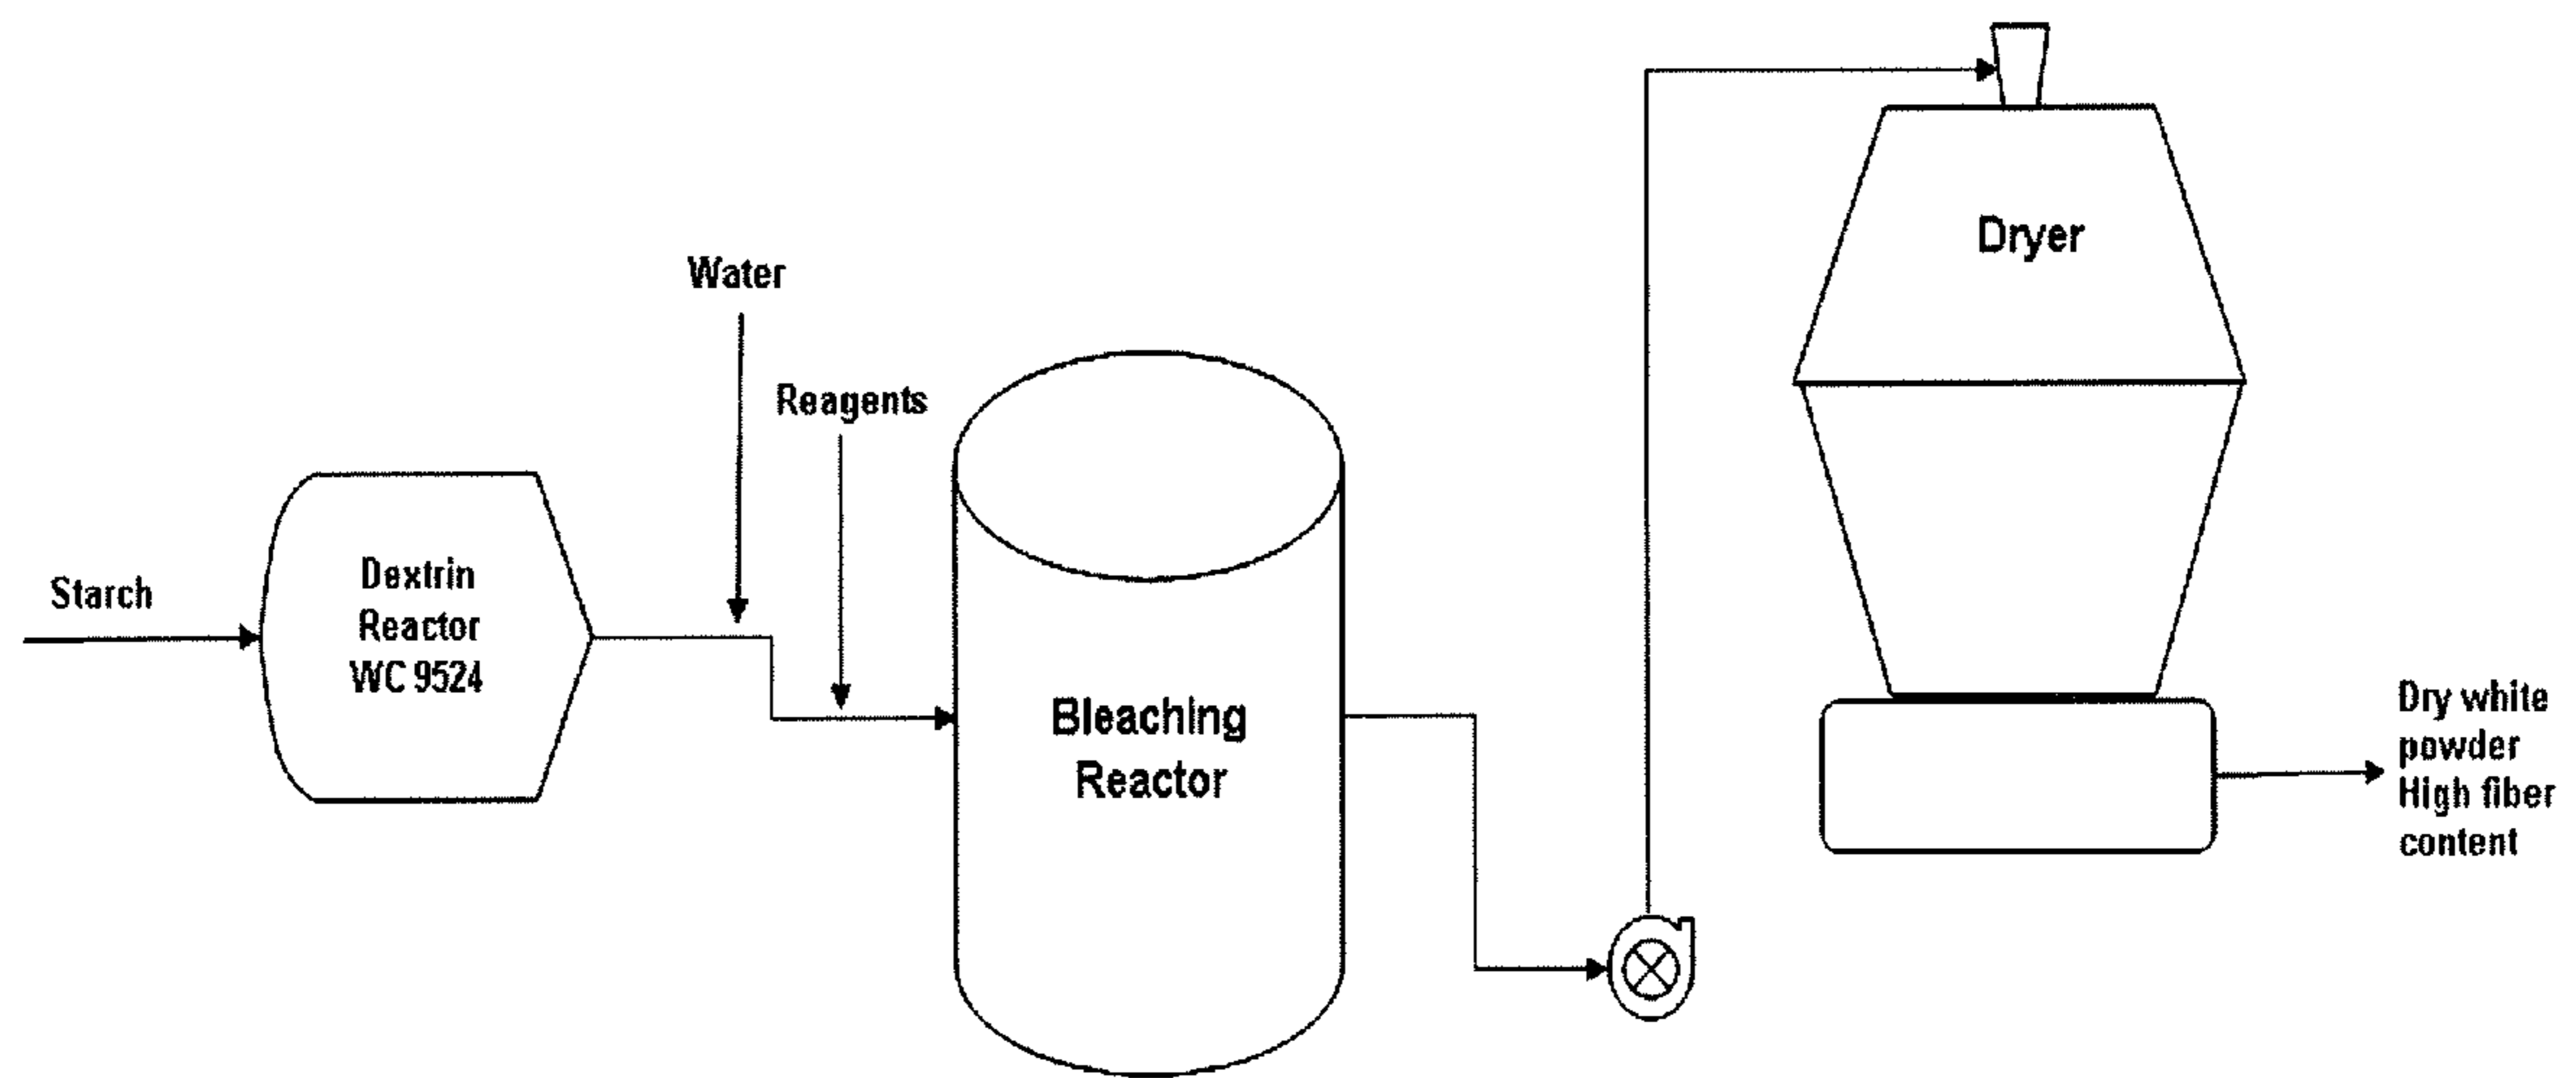 Starch
Dextrin
Reactor
WC 9524
Water
Reagents
Bleaching
Reactor
Dryer
Dry white
powder
High fiber
content